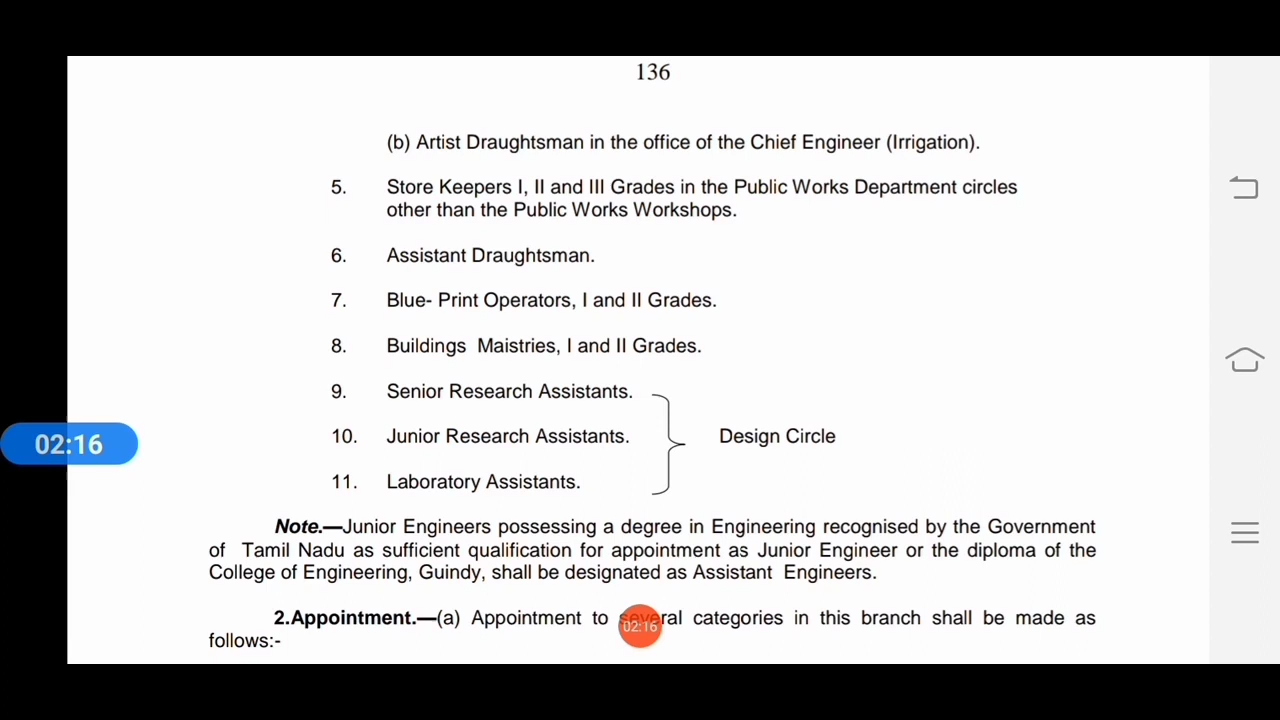 136
(b) Artist Draughtsman in the office of the Chief Engineer (Irrigation).
5. Store Keepers I, II and III Grades in the Public Works Department circles
other than the Public Works Workshops.
6. Assistant Draughtsman.
7. Blue- Print Operators, I and II Grades.
8. Buildings Maistries, I and II Grades.
9. Senior Research Assistants.
10. Junior Research Assistants. Design Circle
02:16
11. Laboratory Assistants.
Note.—Junior Engineers possessing a degree in Engineering recognised by the Government
of Tamil Nadu as sufficient qualification for appointment as Junior Engineer or the diploma of the
College of Engineering, Guindy, shall be designated as Assistant Engineers.
2.Appointment.—(a) Appointment to several categories in this branch shall be made as
02:16
follows:-